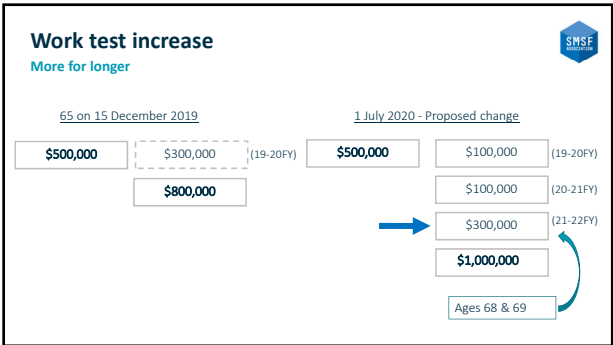 Work test increase
More for longer
SMSF
ASSOCIATION
65 on 15 December 2019
$500,000
$300,000
(19-20FY)
$800,000
1 July 2020 - Proposed change
$500,000
$100,000
(19-20FY)
$100,000
(20-21FY)
$300,000
(21-22FY)
$1,000,000
Ages 68 & 69